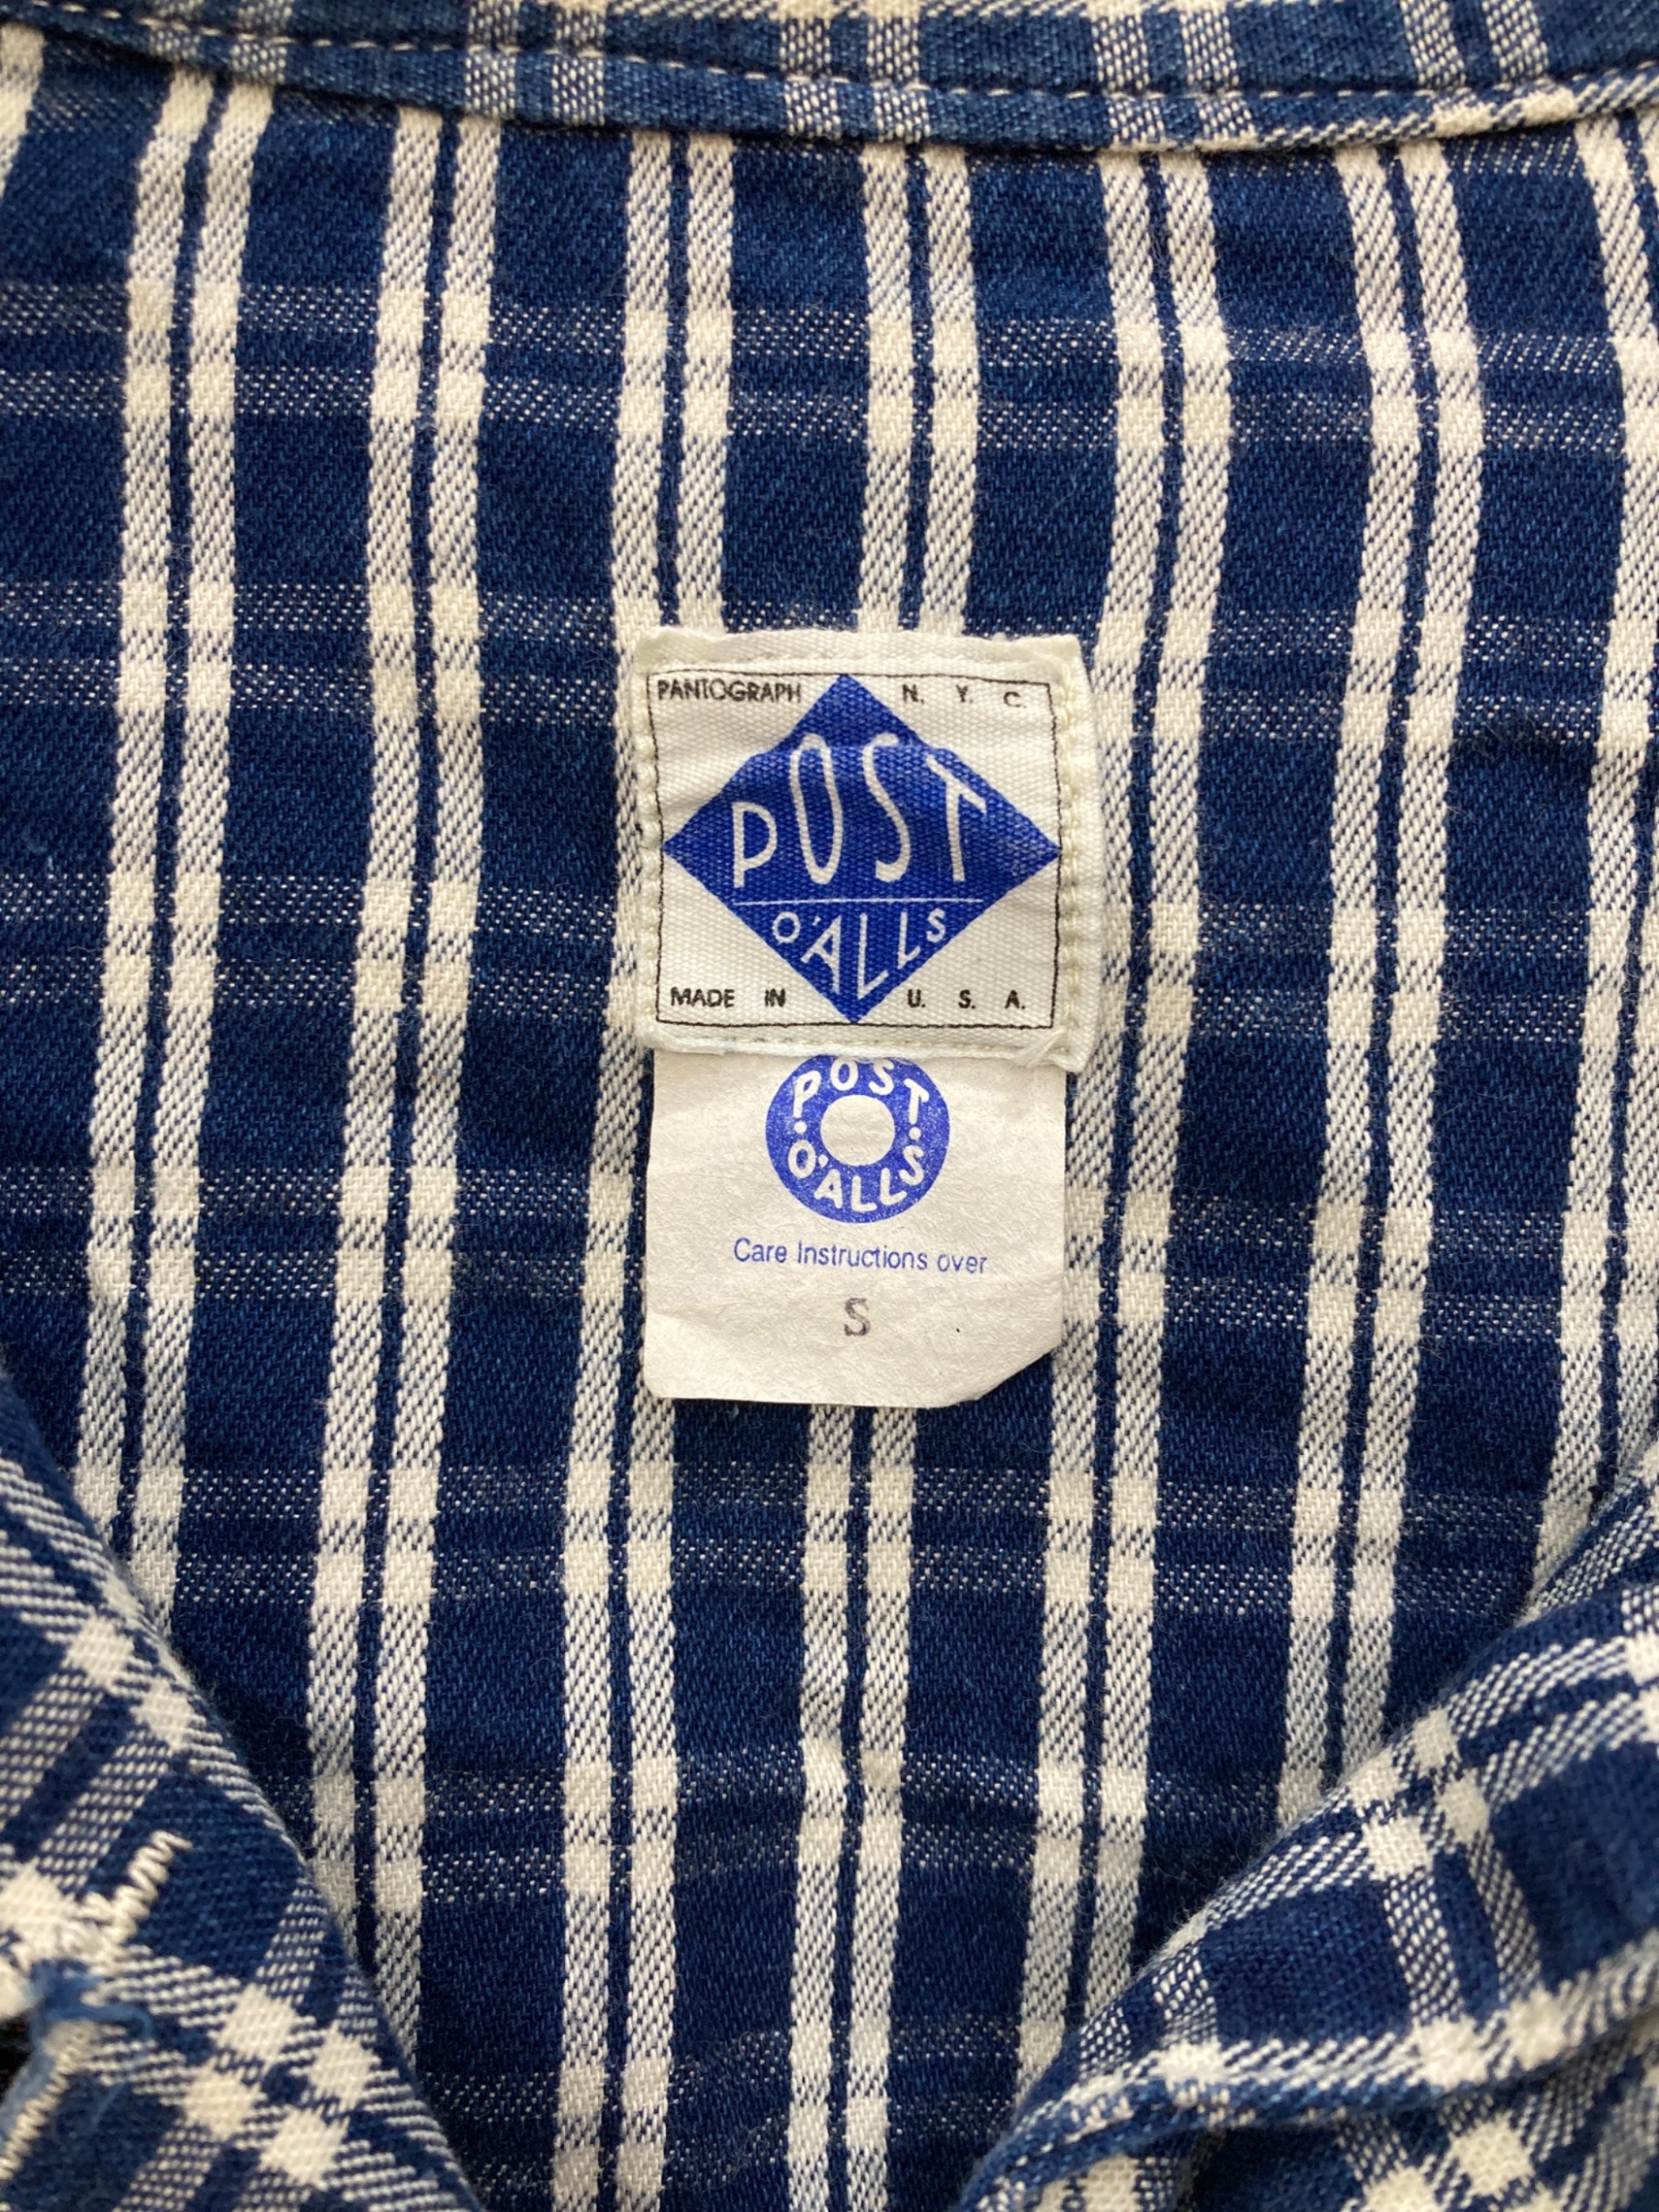 PANTOGRAPH N. Y. C.
POST
O'ALLS
MADE IN U. S. A.
POST
O'ALLS
Care Instructions over
S